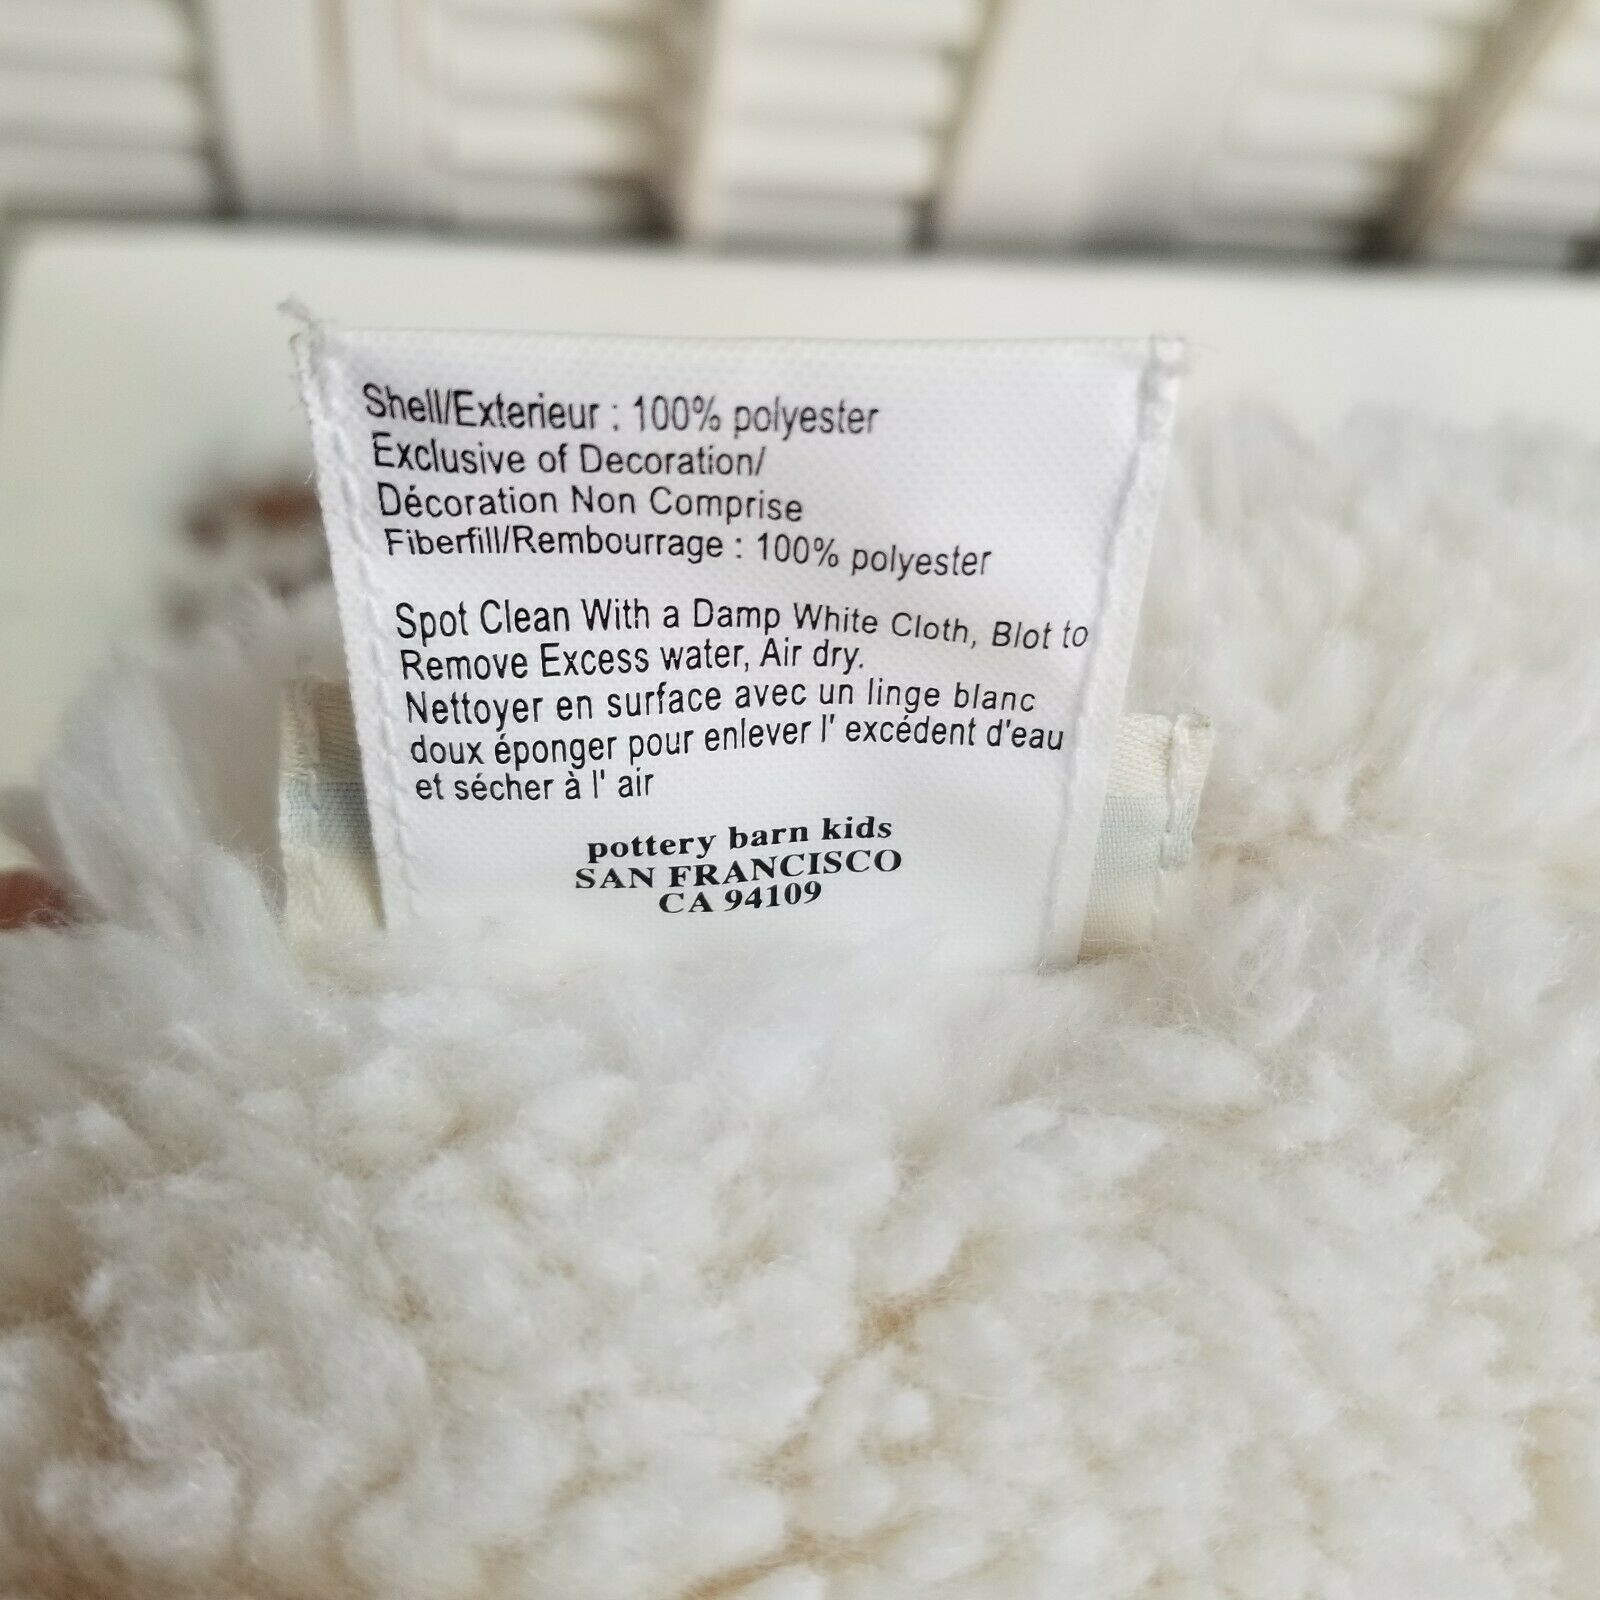 Shell/Exterieur : 100% polyester
Exclusive of Decoration/
Décoration Non Comprise
Fiberfill/Rembourrage : 100% polyester
Spot Clean With a Damp White Cloth, Blot to
Remove Excess water, Air dry.
Nettoyer en surface avec un linge blanc
doux éponger pour enlever l' excédent d'eau
et sécher à l' air
pottery barn kids
SAN FRANCISCO
CA 94109